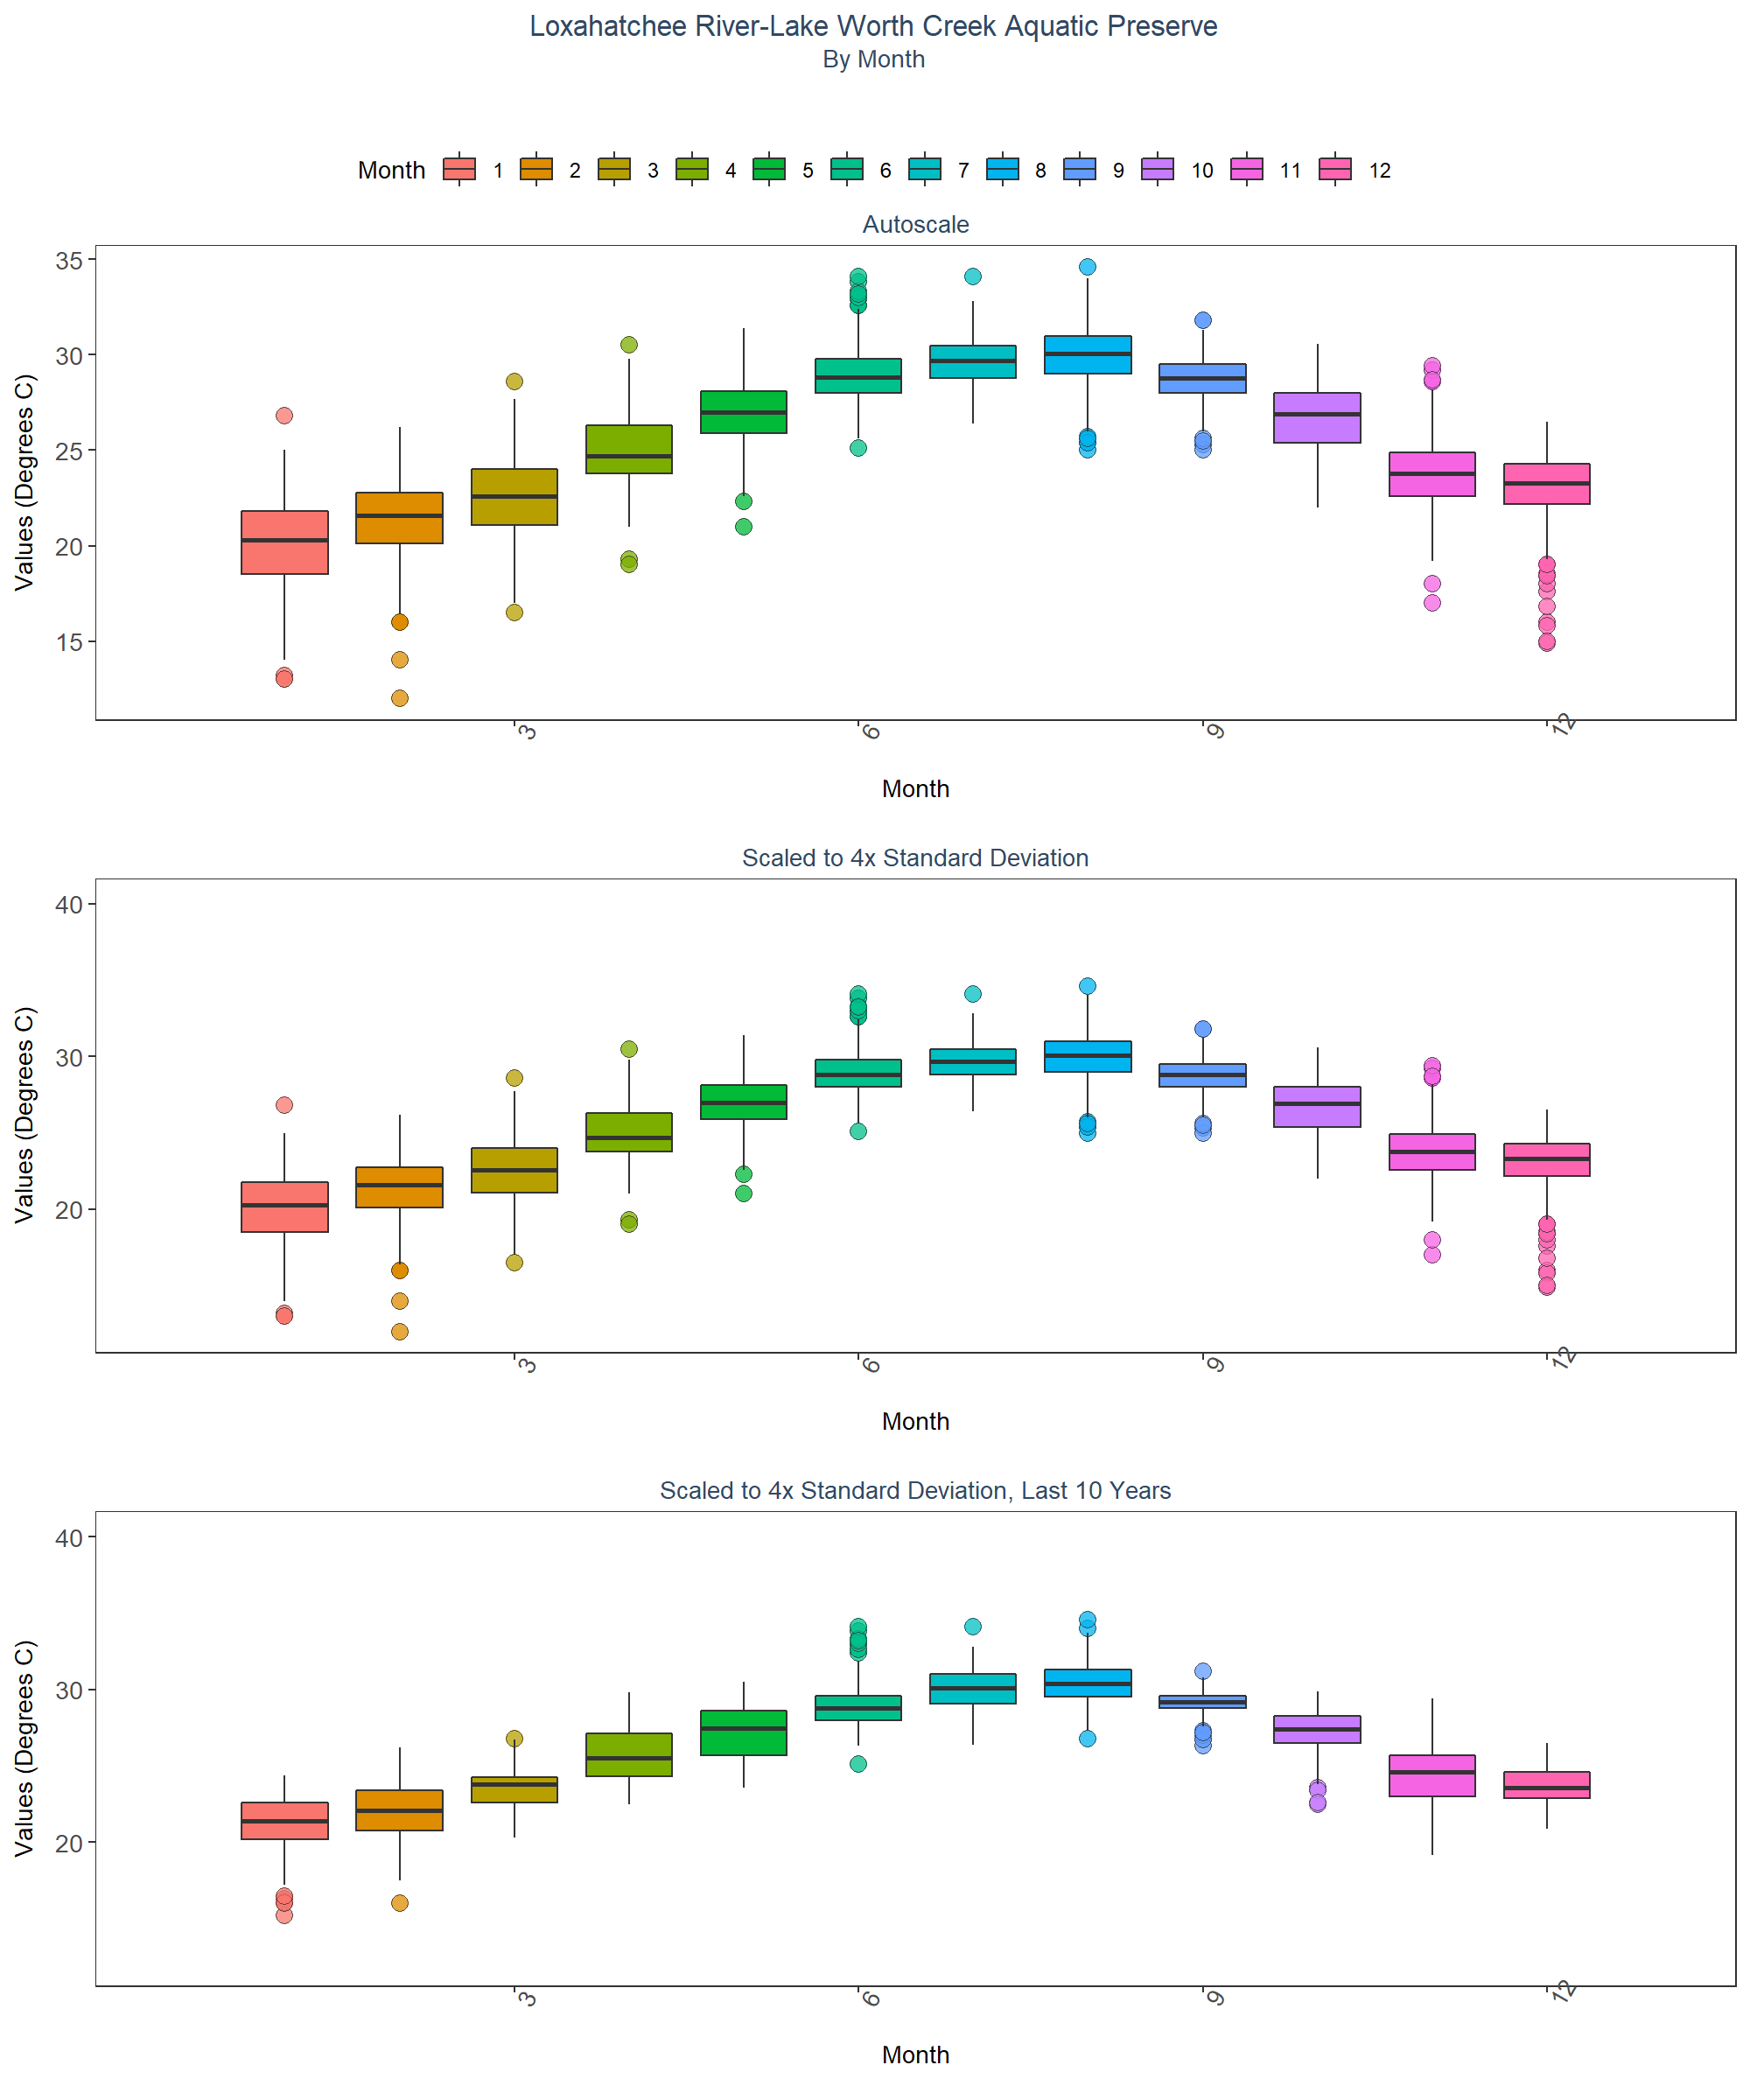 Loxahatchee River-Lake Worth Creek Aquatic Preserve
By Month
Month 1 2 3 4 5 6 7 8 9 10 11 12
Autoscale
Values (Degrees C)
35
30
25
20
15
3 6 9 12
Month
Scaled to 4x Standard Deviation
Values (Degrees C)
40
30
20
3 6 9 12
Month
Scaled to 4x Standard Deviation, Last 10 Years
Values (Degrees C)
40
30
20
3 6 9 12
Month